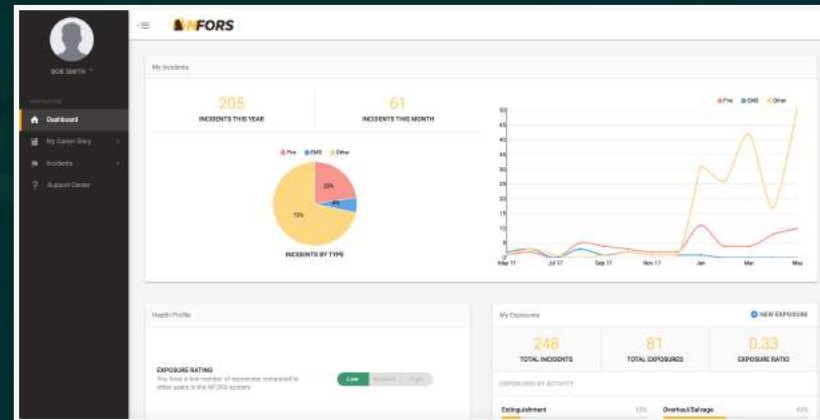 NFORS
BOB SMITH
NAVIGATION
Dashboard
My Career Diary
Incidents
Support Center
My Incidents
205
INCIDENTS THIS YEAR
61
INCIDENTS THIS MONTH
Fire EMS Other
23%
4%
73%
INCIDENTS BY TYPE
Fire EMS Other
50
45
40
35
30
25
20
15
10
5
May 17 Jul 17 Sep 17 Nov 17 Jan Mar May
Health Profile
EXPOSURE RATING
You have a low number of exposures compared to
other users in the NFORS system.
Low Medium High
My Exposures
NEW EXPOSURE
248
TOTAL INCIDENTS
81
TOTAL EXPOSURES
0.33
EXPOSURE RATIO
EXPOSURES BY ACTIVITY
Extinguishment
Overhaul/Salvage